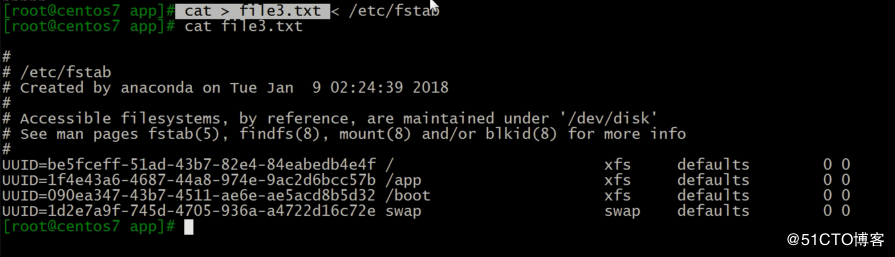 [root@centos7 app]# cat > file3.txt < /etc/fstab
[root@centos7 app]# cat file3.txt
#
# /etc/fstab
# Created by anaconda on Tue Jan  9 02:24:39 2018
#
# Accessible filesystems, by reference, are maintained under '/dev/disk'
# See man pages fstab(5), findfs(8), mount(8) and/or blkid(8) for more info
#
UUID=be5fceff-51ad-43b7-82e4-84eabedb4e4f /                       xfs     defaults        0 0
UUID=1f4e43a6-4687-44a8-974e-9ac2d6bcc57b /app                    xfs     defaults        0 0
UUID=090ea347-43b7-4511-ae6e-ae5acd8b5d32 /boot                   xfs     defaults        0 0
UUID=1d2e7a9f-745d-4705-936a-a4722d16c72e swap                    swap    defaults        0 0
[root@centos7 app]#
@51CTO博客